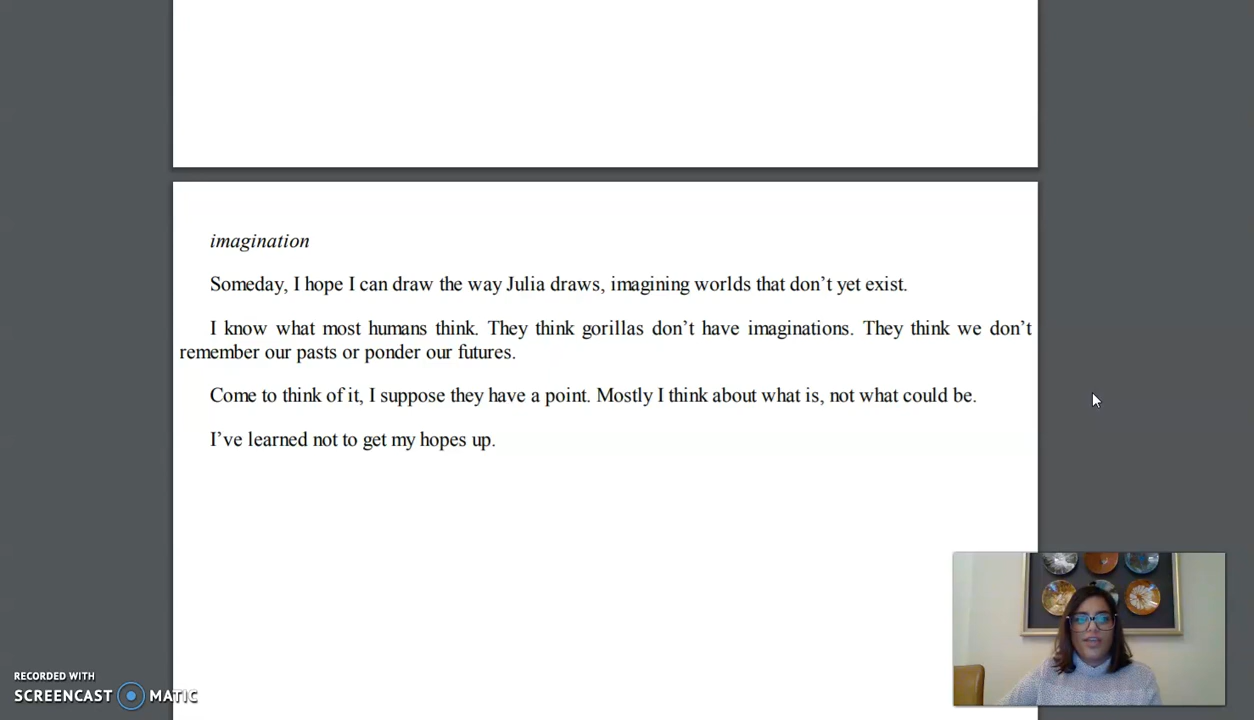 imagination
Someday, I hope I can draw the way Julia draws, imagining worlds that don’t yet exist.
I know what most humans think. They think gorillas don’t have imaginations. They think we don’t
remember our pasts or ponder our futures.
Come to think of it, I suppose they have a point. Mostly I think about what is, not what could be.
I’ve learned not to get my hopes up.
RECORDED WITH
SCREENCAST MATIC